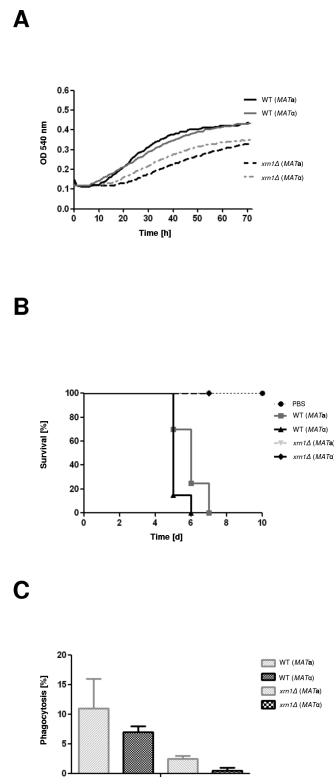 A
0.6
0.5
0.4
0.3
0.2
0.1
0.0
OD 540 nm
0 10 20 30 40 50 60 70
Time [h]
WT (MATa)
WT (MATα)
xrn1Δ (MATa)
xrn1Δ (MATα)
B
100
80
60
40
20
0
Survival [%]
0 2 4 6 8 10
Time [d]
PBS
WT (MATa)
WT (MATα)
xrn1Δ (MATa)
xrn1Δ (MATα)
C
20
15
10
5
0
Phagocytosis [%]
WT (MATa)
WT (MATα)
xrn1Δ (MATa)
xrn1Δ (MATα)